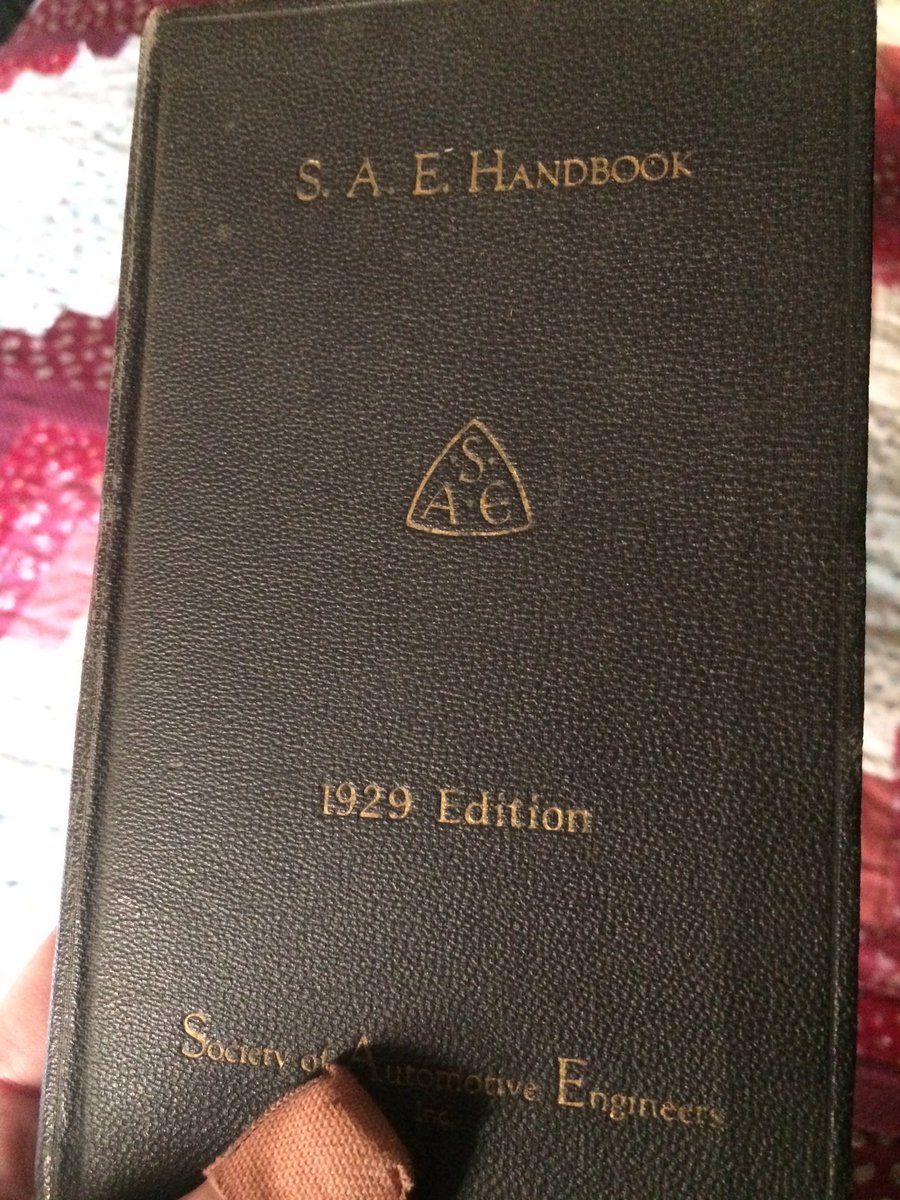 S. A. E. HANDBOOK
S.
A. E
1929 Edition
Society of Automotive Engineers
Inc.